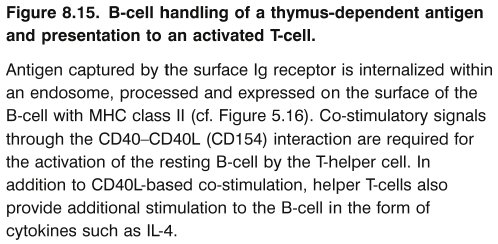 Figure 8.15. B-cell handling of a thymus-dependent antigen
and presentation to an activated T-cell.
Antigen captured by the surface Ig receptor is internalized within
an endosome, processed and expressed on the surface of the
B-cell with MHC class II (cf. Figure 5.16). Co-stimulatory signals
through the CD40–CD40L (CD154) interaction are required for
the activation of the resting B-cell by the T-helper cell. In
addition to CD40L-based co-stimulation, helper T-cells also
provide additional stimulation to the B-cell in the form of
cytokines such as IL-4.